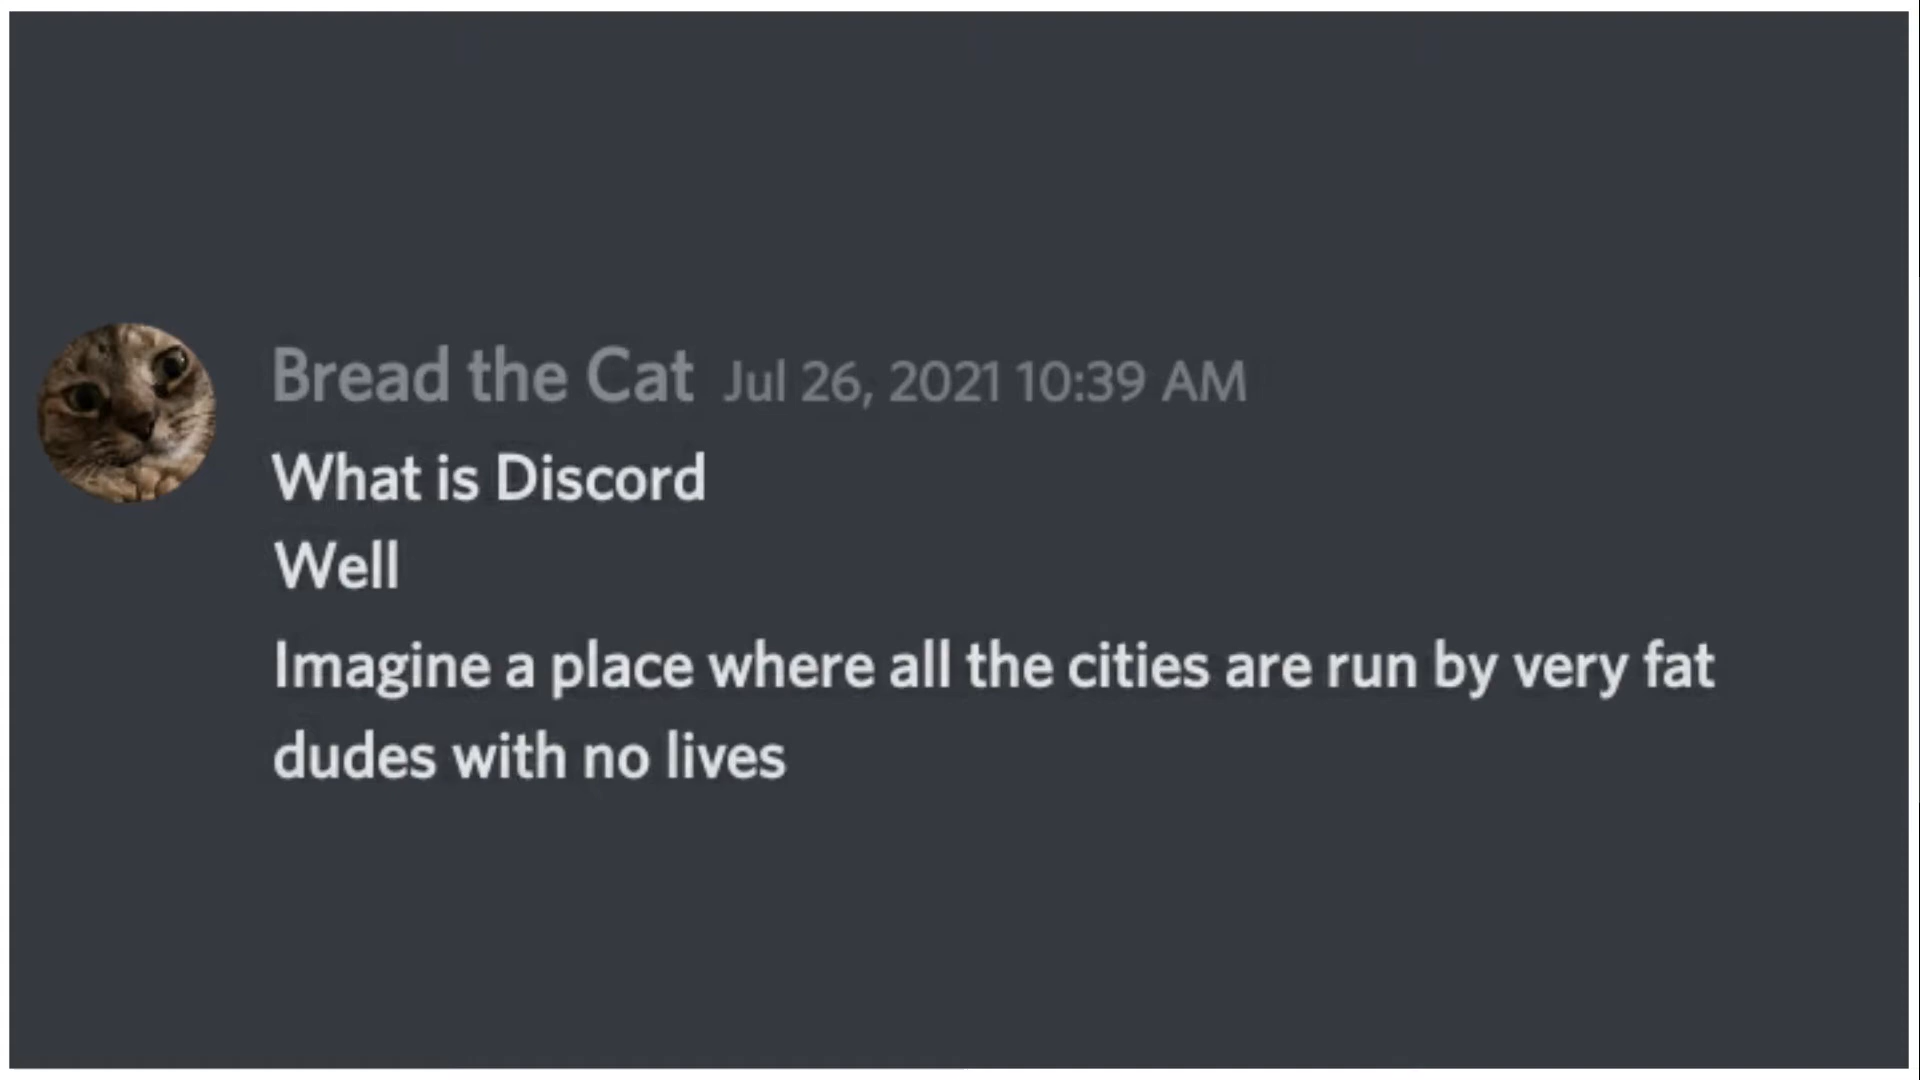 Bread the Cat Jul 26, 2021 10:39 AM
What is Discord
Well
Imagine a place where all the cities are run by very fat
dudes with no lives